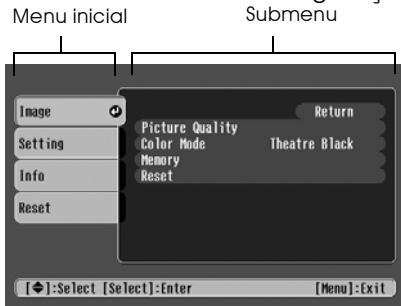 Menu inicial
Submenu
Image
Setting
Info
Reset
Return
Picture Quality
Color Mode Theatre Black
Memory
Reset
[ ]:Select [Select]:Enter [Menu]:Exit